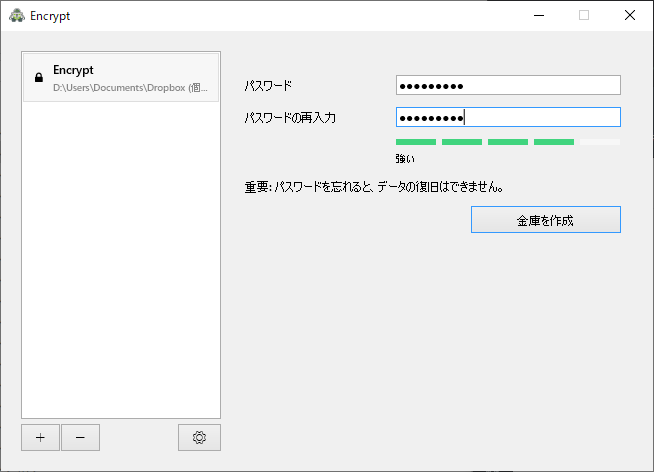 Encrypt
Encrypt
D:\Users\Documents\Dropbox (個...
パスワード
パスワードの再入力
強い
重要: パスワードを忘れると、データの復旧はできません。
金庫を作成